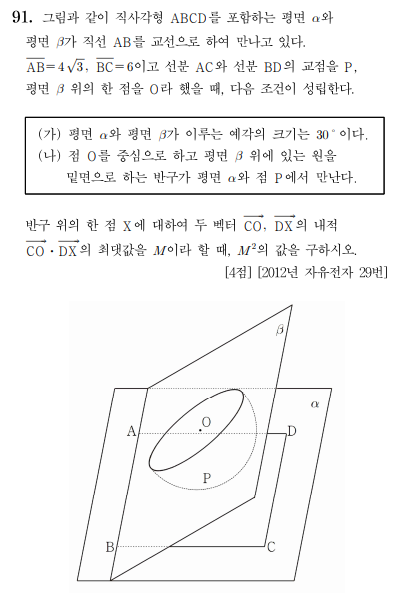 91. 그림과 같이 직사각형 ABCD를 포함하는 평면 α와
평면 β가 직선 AB를 교선으로 하여 만나고 있다.
$\overline{AB}=4\sqrt{3}$, $\overline{BC}=6$이고 선분 AC와 선분 BD의 교점을 P,
평면 β 위의 한 점을 O라 했을 때, 다음 조건이 성립한다.
(가) 평면 α와 평면 β가 이루는 예각의 크기는 30°이다.
(나) 점 O를 중심으로 하고 평면 β 위에 있는 원을
밑면으로 하는 반구가 평면 α와 점 P에서 만난다.
반구 위의 한 점 X에 대하여 두 벡터 $\overrightarrow{CO}$, $\overrightarrow{DX}$의 내적
$\overrightarrow{CO}\cdot\overrightarrow{DX}$의 최댓값을 M이라 할 때, M²의 값을 구하시오.
[4점] [2012년 자유전자 29번]
β
α
A
O
D
P
B
C